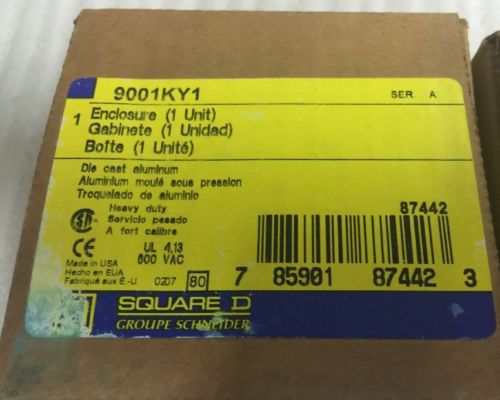 9001KY1 SER. A
1 Enclosure (1 Unit)
Gabinete (1 Unidad)
Boîte (1 Unité)
Die cast aluminum
Aluminium moulé sous pression
Troquelado de aluminio
Heavy duty
Servicio pesado
A fort calibre
UL 4,13
600 VAC
Made in USA
Hecho en EUA
Fabriqué aux É.-U. 0207 80
87442
7 85901 87442 3
SQUARE D
GROUPE SCHNEIDER